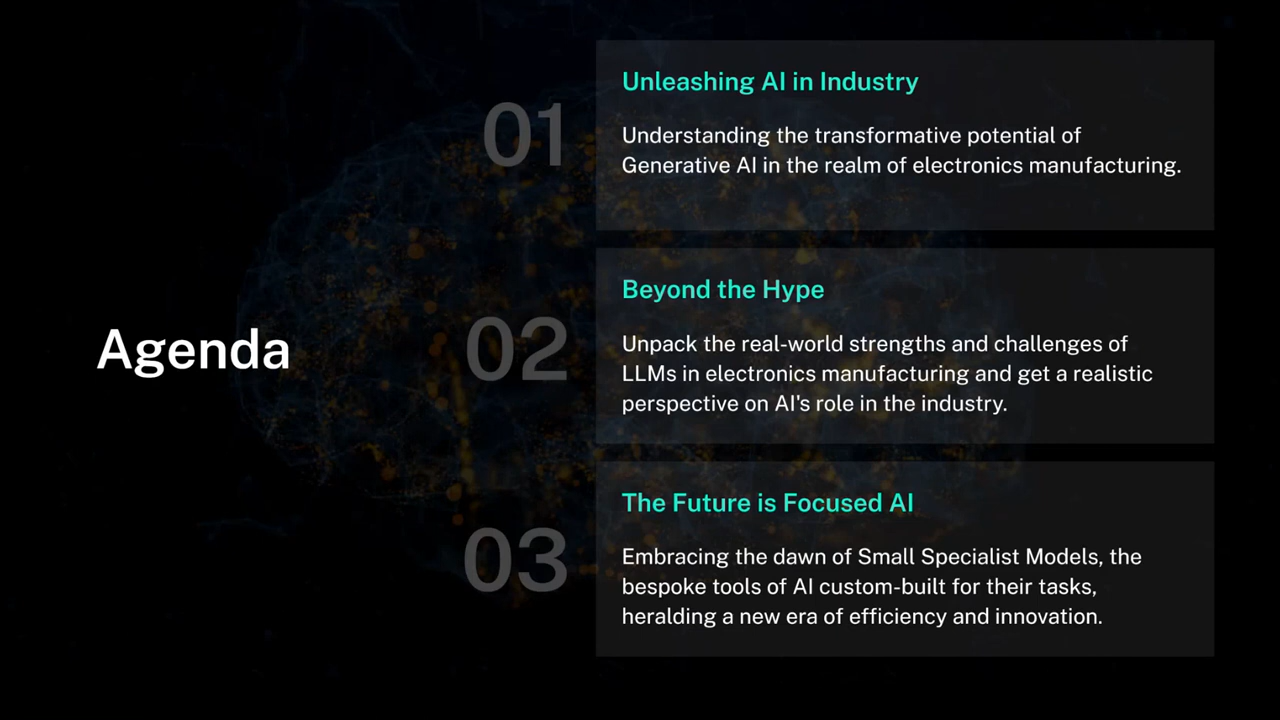 Agenda
01
Unleashing AI in Industry
Understanding the transformative potential of
Generative AI in the realm of electronics manufacturing.
02
Beyond the Hype
Unpack the real-world strengths and challenges of
LLMs in electronics manufacturing and get a realistic
perspective on AI's role in the industry.
03
The Future is Focused AI
Embracing the dawn of Small Specialist Models, the
bespoke tools of AI custom-built for their tasks,
heralding a new era of efficiency and innovation.